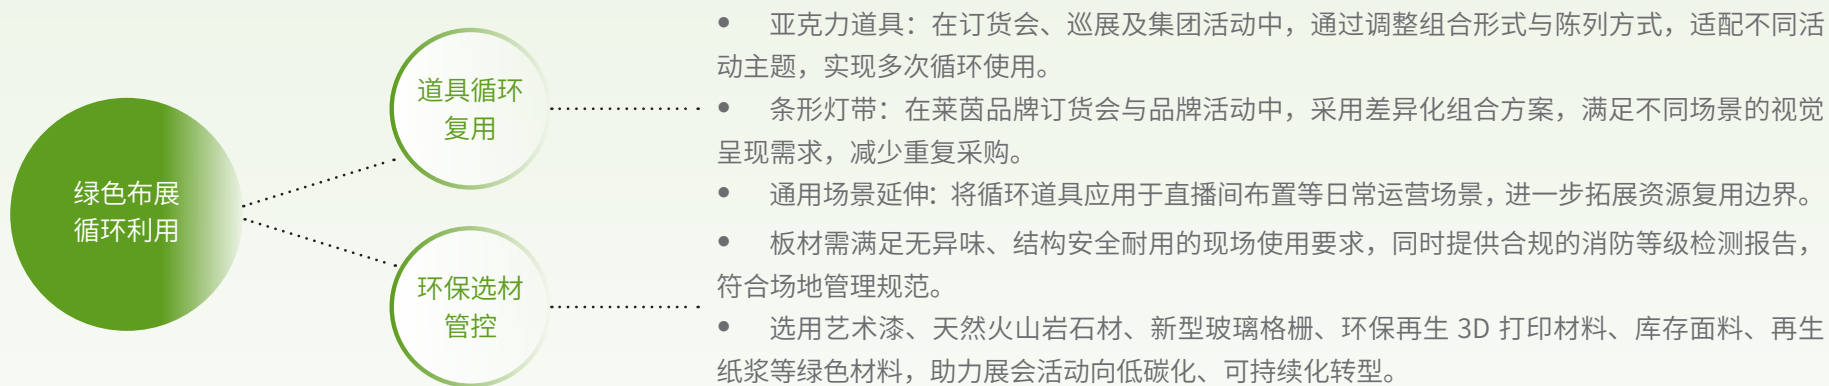 绿色布展
循环利用
道具循环
复用
• 亚克力道具：在订货会、巡展及集团活动中，通过调整组合形式与陈列方式，适配不同活
动主题，实现多次循环使用。
• 条形灯带：在莱茵品牌订货会与品牌活动中，采用差异化组合方案，满足不同场景的视觉
呈现需求，减少重复采购。
• 通用场景延伸：将循环道具应用于直播间布置等日常运营场景，进一步拓展资源复用边界。
环保选材
管控
• 板材需满足无异味、结构安全耐用的现场使用要求，同时提供合规的消防等级检测报告，
符合场地管理规范。
• 选用艺术漆、天然火山岩石材、新型玻璃格栅、环保再生 3D 打印材料、库存面料、再生
纸浆等绿色材料，助力展会活动向低碳化、可持续化转型。